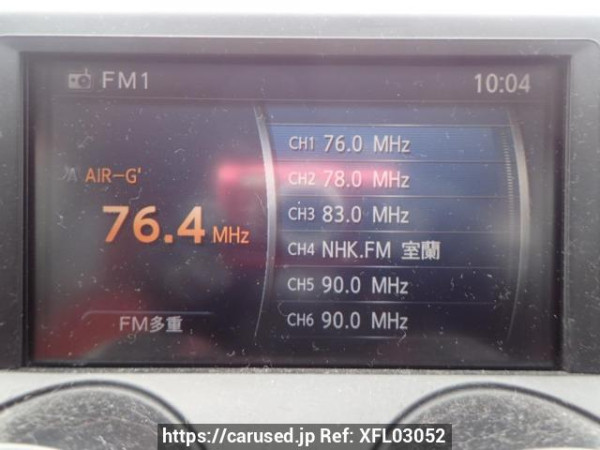 FM1
10:04
AIR-G'
76.4 MHz
FM多重
CH1 76.0 MHz
CH2 78.0 MHz
CH3 83.0 MHz
CH4 NHK.FM 室蘭
CH5 90.0 MHz
CH6 90.0 MHz
https://carused.jp Ref: XFL03052